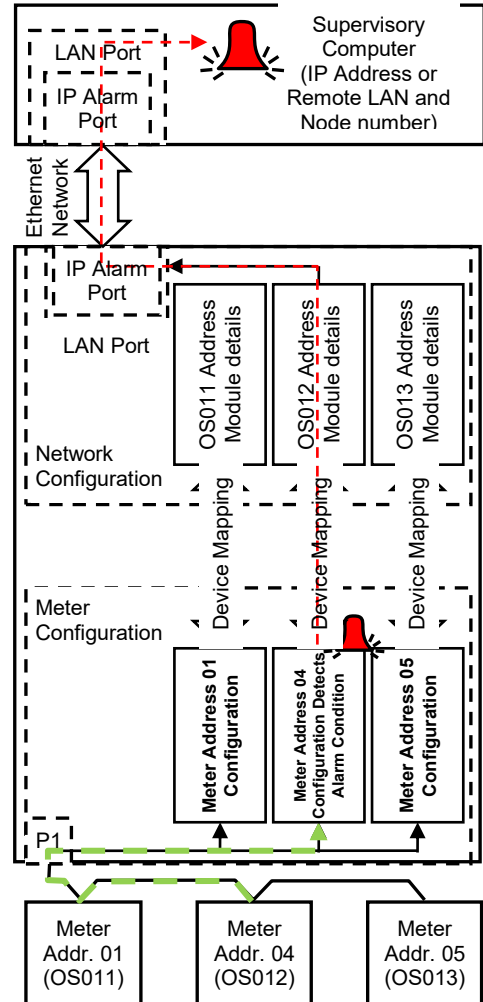 LAN Port
IP Alarm
Port
Supervisory
Computer
(IP Address or
Remote LAN and
Node number)
Ethernet
Network
IP Alarm
Port
LAN Port
OS011 Address
Module details
OS012 Address
Module details
OS013 Address
Module details
Network
Configuration
Device Mapping
Device Mapping
Device Mapping
Meter
Configuration
Meter Address 01
Configuration
Meter Address 04
Configuration Detects
Alarm Condition
Meter Address 05
Configuration
P1
Meter
Addr. 01
(OS011)
Meter
Addr. 04
(OS012)
Meter
Addr. 05
(OS013)